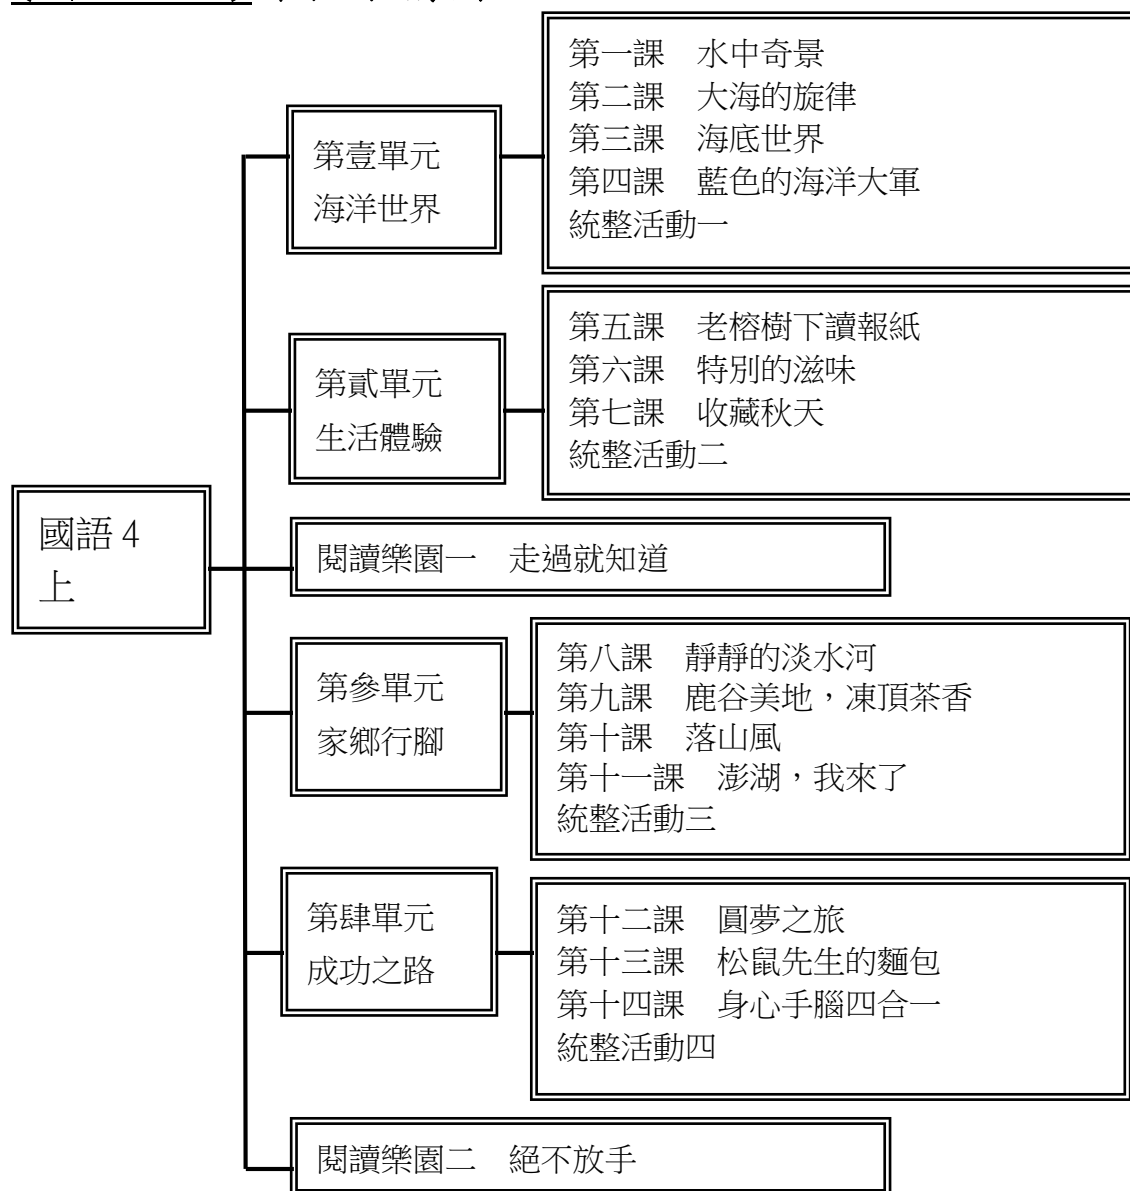 國語 4
上
第壹單元
海洋世界
第一課　水中奇景
第二課　大海的旋律
第三課　海底世界
第四課　藍色的海洋大軍
統整活動一
第貳單元
生活體驗
第五課　老榕樹下讀報紙
第六課　特別的滋味
第七課　收藏秋天
統整活動二
閱讀樂園一　走過就知道
第參單元
家鄉行腳
第八課　靜靜的淡水河
第九課　鹿谷美地，凍頂茶香
第十課　落山風
第十一課　澎湖，我來了
統整活動三
第肆單元
成功之路
第十二課　圓夢之旅
第十三課　松鼠先生的麵包
第十四課　身心手腦四合一
統整活動四
閱讀樂園二　絕不放手